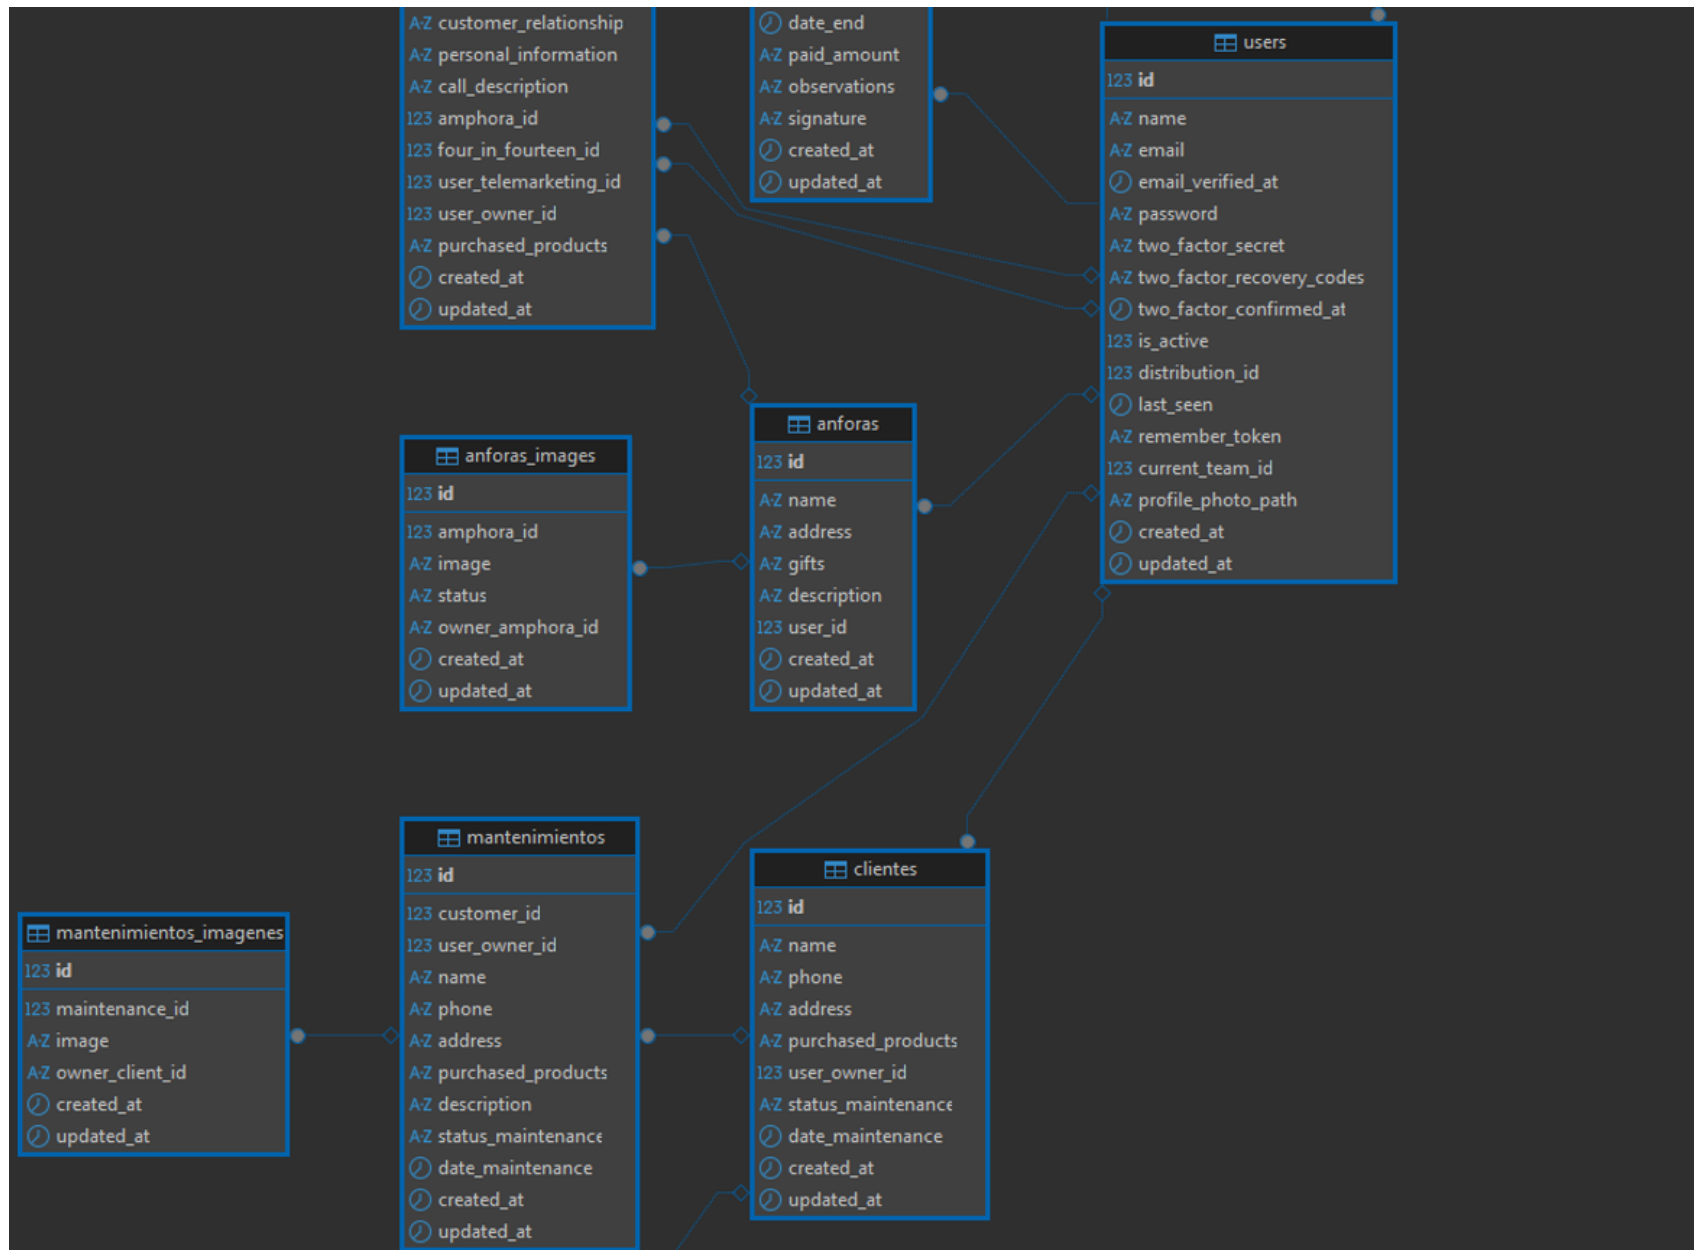 A-Z customer_relationship
A-Z personal_information
A-Z call_description
123 amphora_id
123 four_in_fourteen_id
123 user_telemarketing_id
123 user_owner_id
A-Z purchased_products
created_at
updated_at
date_end
A-Z paid_amount
A-Z observations
A-Z signature
created_at
updated_at
users
123 id
A-Z name
A-Z email
email_verified_at
A-Z password
A-Z two_factor_secret
A-Z two_factor_recovery_codes
two_factor_confirmed_at
123 is_active
123 distribution_id
last_seen
A-Z remember_token
123 current_team_id
A-Z profile_photo_path
created_at
updated_at
anforas_images
123 id
123 amphora_id
A-Z image
A-Z status
A-Z owner_amphora_id
created_at
updated_at
anforas
123 id
A-Z name
A-Z address
A-Z gifts
A-Z description
123 user_id
created_at
updated_at
mantenimientos_imagenes
123 id
123 maintenance_id
A-Z image
A-Z owner_client_id
created_at
updated_at
mantenimientos
123 id
123 customer_id
123 user_owner_id
A-Z name
A-Z phone
A-Z address
A-Z purchased_products
A-Z description
A-Z status_maintenance
date_maintenance
created_at
updated_at
clientes
123 id
A-Z name
A-Z phone
A-Z address
A-Z purchased_products
123 user_owner_id
A-Z status_maintenance
date_maintenance
created_at
updated_at